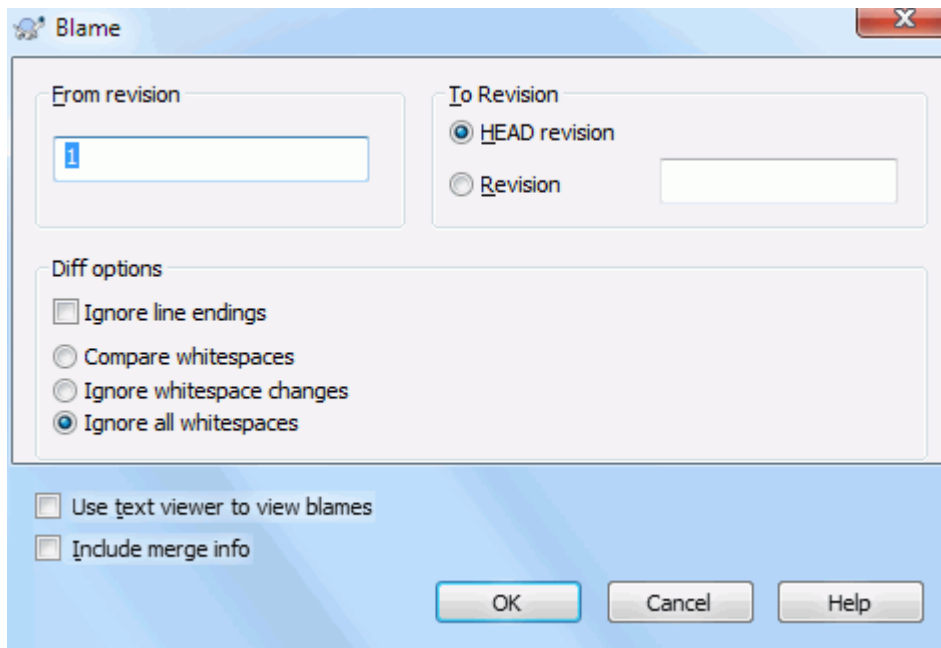 Blame
From revision
1
To Revision
HEAD revision
Revision
Diff options
Ignore line endings
Compare whitespaces
Ignore whitespace changes
Ignore all whitespaces
Use text viewer to view blames
Include merge info
OK Cancel Help